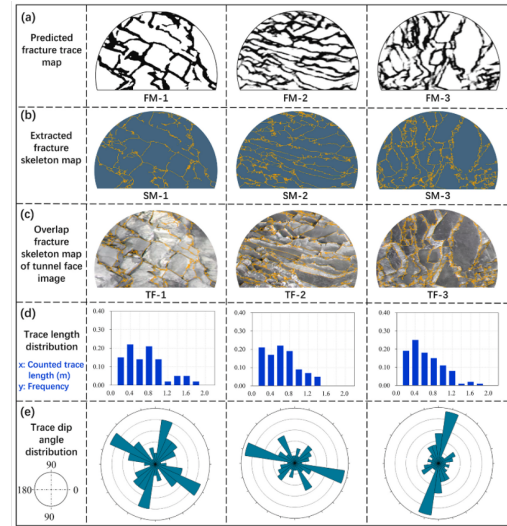 (a)
Predicted
fracture trace
map
FM-1
FM-2
FM-3
(b)
Extracted
fracture
skeleton map
SM-1
SM-2
SM-3
(c)
Overlap
fracture
skeleton map
of tunnel face
image
TF-1
TF-2
TF-3
(d)
Trace length
distribution
x: Counted trace
length (m)
y: Frequency
0.40
0.30
0.20
0.10
0.00
0.4 0.8 1.2 1.6 2.0
0.40
0.30
0.20
0.10
0.00
0.4 0.8 1.2 1.6 2.0
0.40
0.30
0.20
0.10
0.00
0.4 0.8 1.2 1.6 2.0
(e)
Trace dip
angle
distribution
90
180 0
90